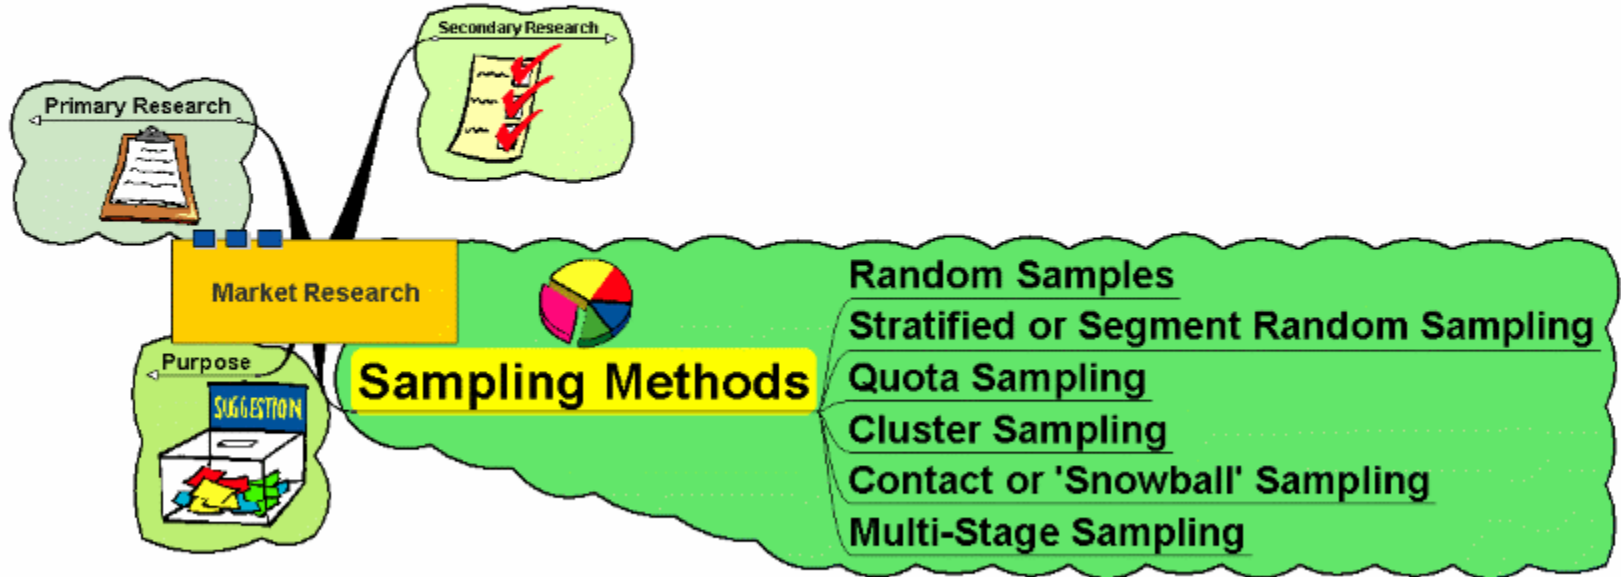 Secondary Research
Primary Research
Market Research
Purpose
SUGGESTION
Sampling Methods
Random Samples
Stratified or Segment Random Sampling
Quota Sampling
Cluster Sampling
Contact or 'Snowball' Sampling
Multi-Stage Sampling